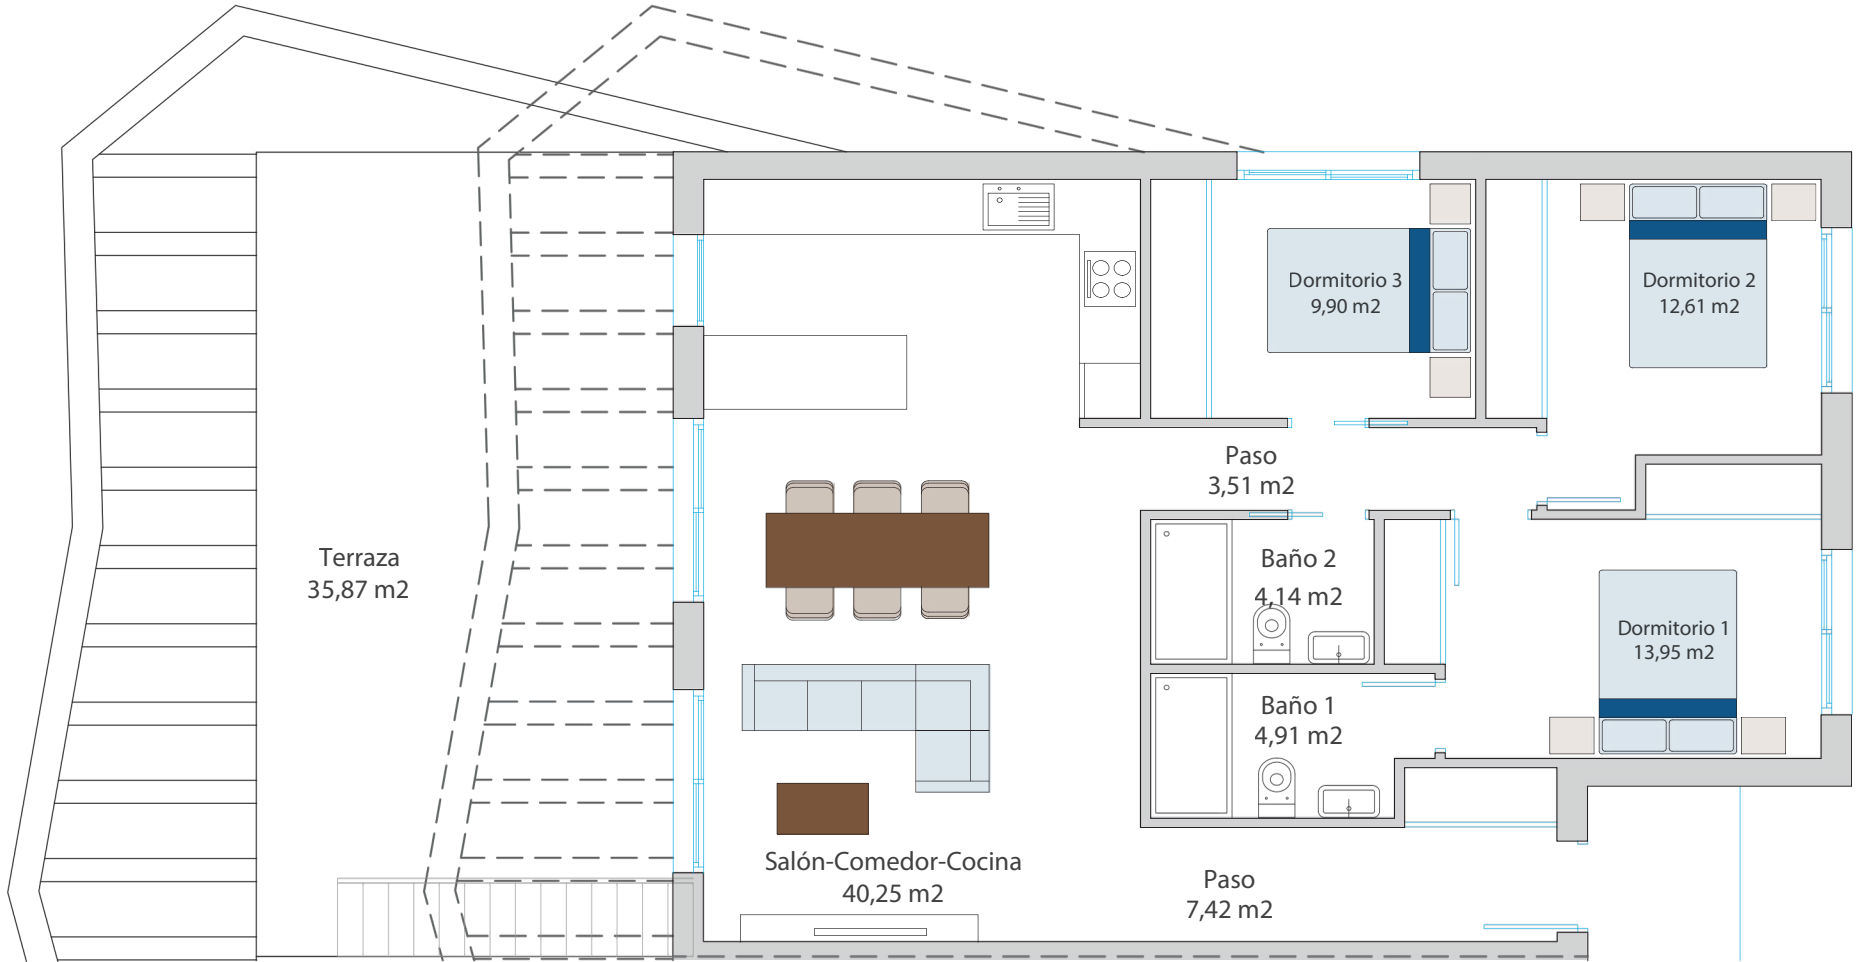 Dormitorio 3
9,90 m2
Dormitorio 2
12,61 m2
Paso
3,51 m2
Terraza
35,87 m2
Baño 2
4,14 m2
Dormitorio 1
13,95 m2
Baño 1
4,91 m2
Salón-Comedor-Cocina
40,25 m2
Paso
7,42 m2